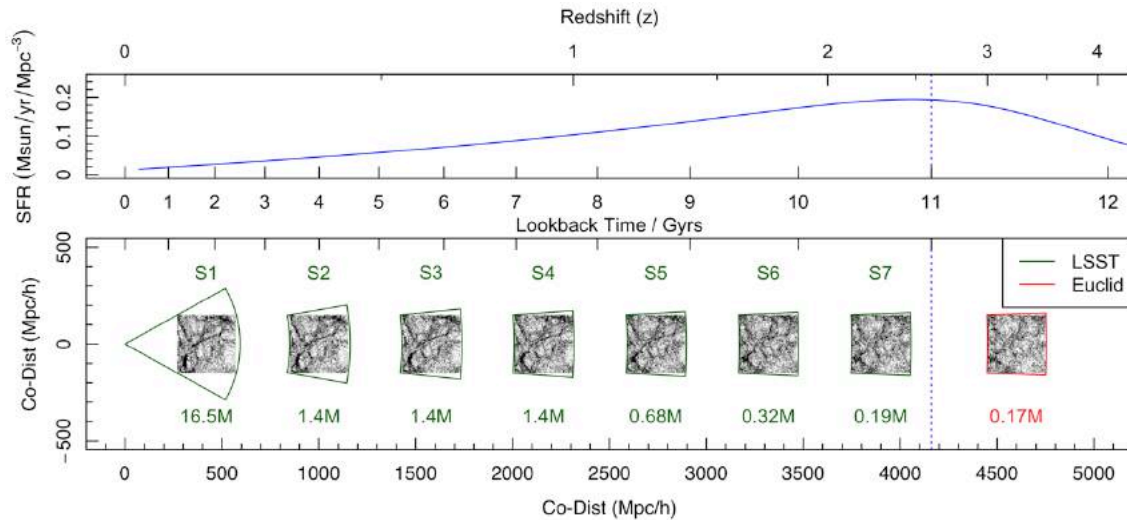 Redshift (z)
0 1 2 3 4
SFR (Msun/yr/Mpc⁻³)
0.2
0.1
0
0 1 2 3 4 5 6 7 8 9 10 11 12
Lookback Time / Gyrs
Co-Dist (Mpc/h)
500
0
−500
S1 S2 S3 S4 S5 S6 S7
LSST
Euclid
16.5M 1.4M 1.4M 1.4M 0.68M 0.32M 0.19M 0.17M
0 500 1000 1500 2000 2500 3000 3500 4000 4500 5000
Co-Dist (Mpc/h)